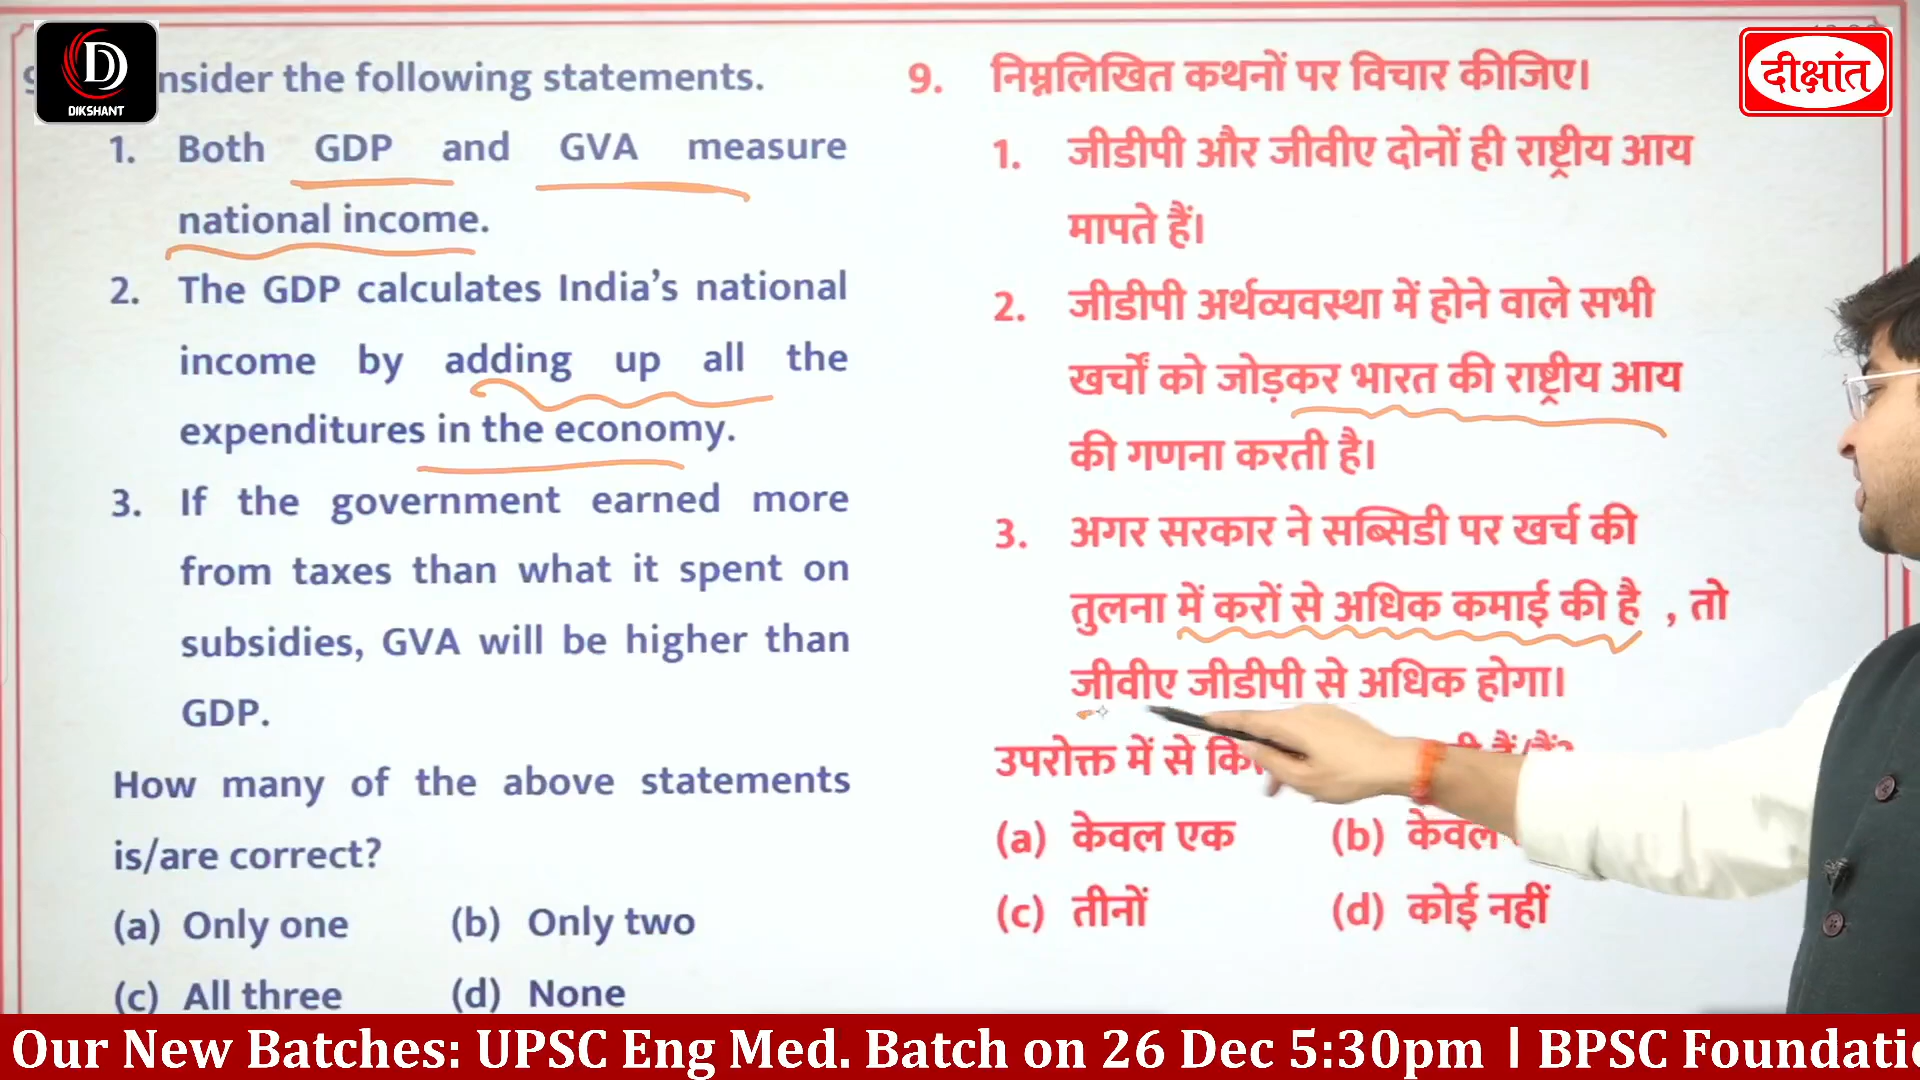 DIKSHANT
nsider the following statements.
1. Both GDP and GVA measure
national income.
2. The GDP calculates India's national
income by adding up all the
expenditures in the economy.
3. If the government earned more
from taxes than what it spent on
subsidies, GVA will be higher than
GDP.
How many of the above statements
is/are correct?
(a) Only one (b) Only two
(c) All three (d) None
दीक्षांत
9. निम्नलिखित कथनों पर विचार कीजिए।
1. जीडीपी और जीवीए दोनों ही राष्ट्रीय आय
मापते हैं।
2. जीडीपी अर्थव्यवस्था में होने वाले सभी
खर्चों को जोड़कर भारत की राष्ट्रीय आय
की गणना करती है।
3. अगर सरकार ने सब्सिडी पर खर्च की
तुलना में करों से अधिक कमाई की है , तो
जीवीए जीडीपी से अधिक होगा।
उपरोक्त में से
(a) केवल एक (b) केवल
(c) तीनों (d) कोई नहीं
Our New Batches: UPSC Eng Med. Batch on 26 Dec 5:30pm | BPSC Foundatio